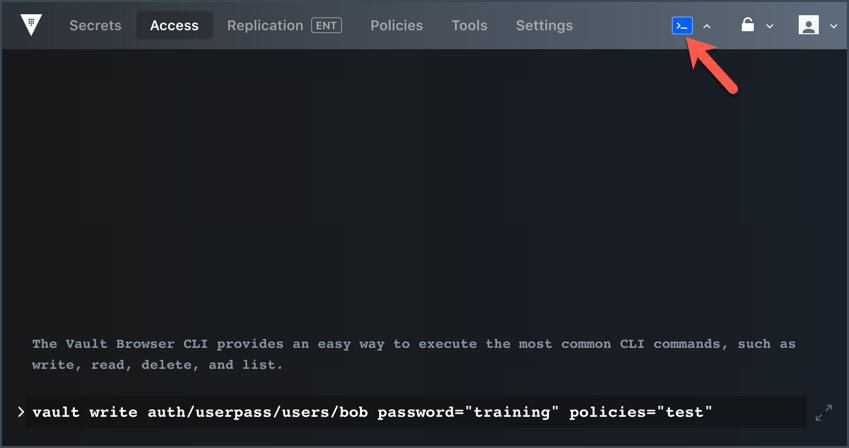 Secrets Access Replication ENT Policies Tools Settings
The Vault Browser CLI provides an easy way to execute the most common CLI commands, such as
write, read, delete, and list.
> vault write auth/userpass/users/bob password="training" policies="test"